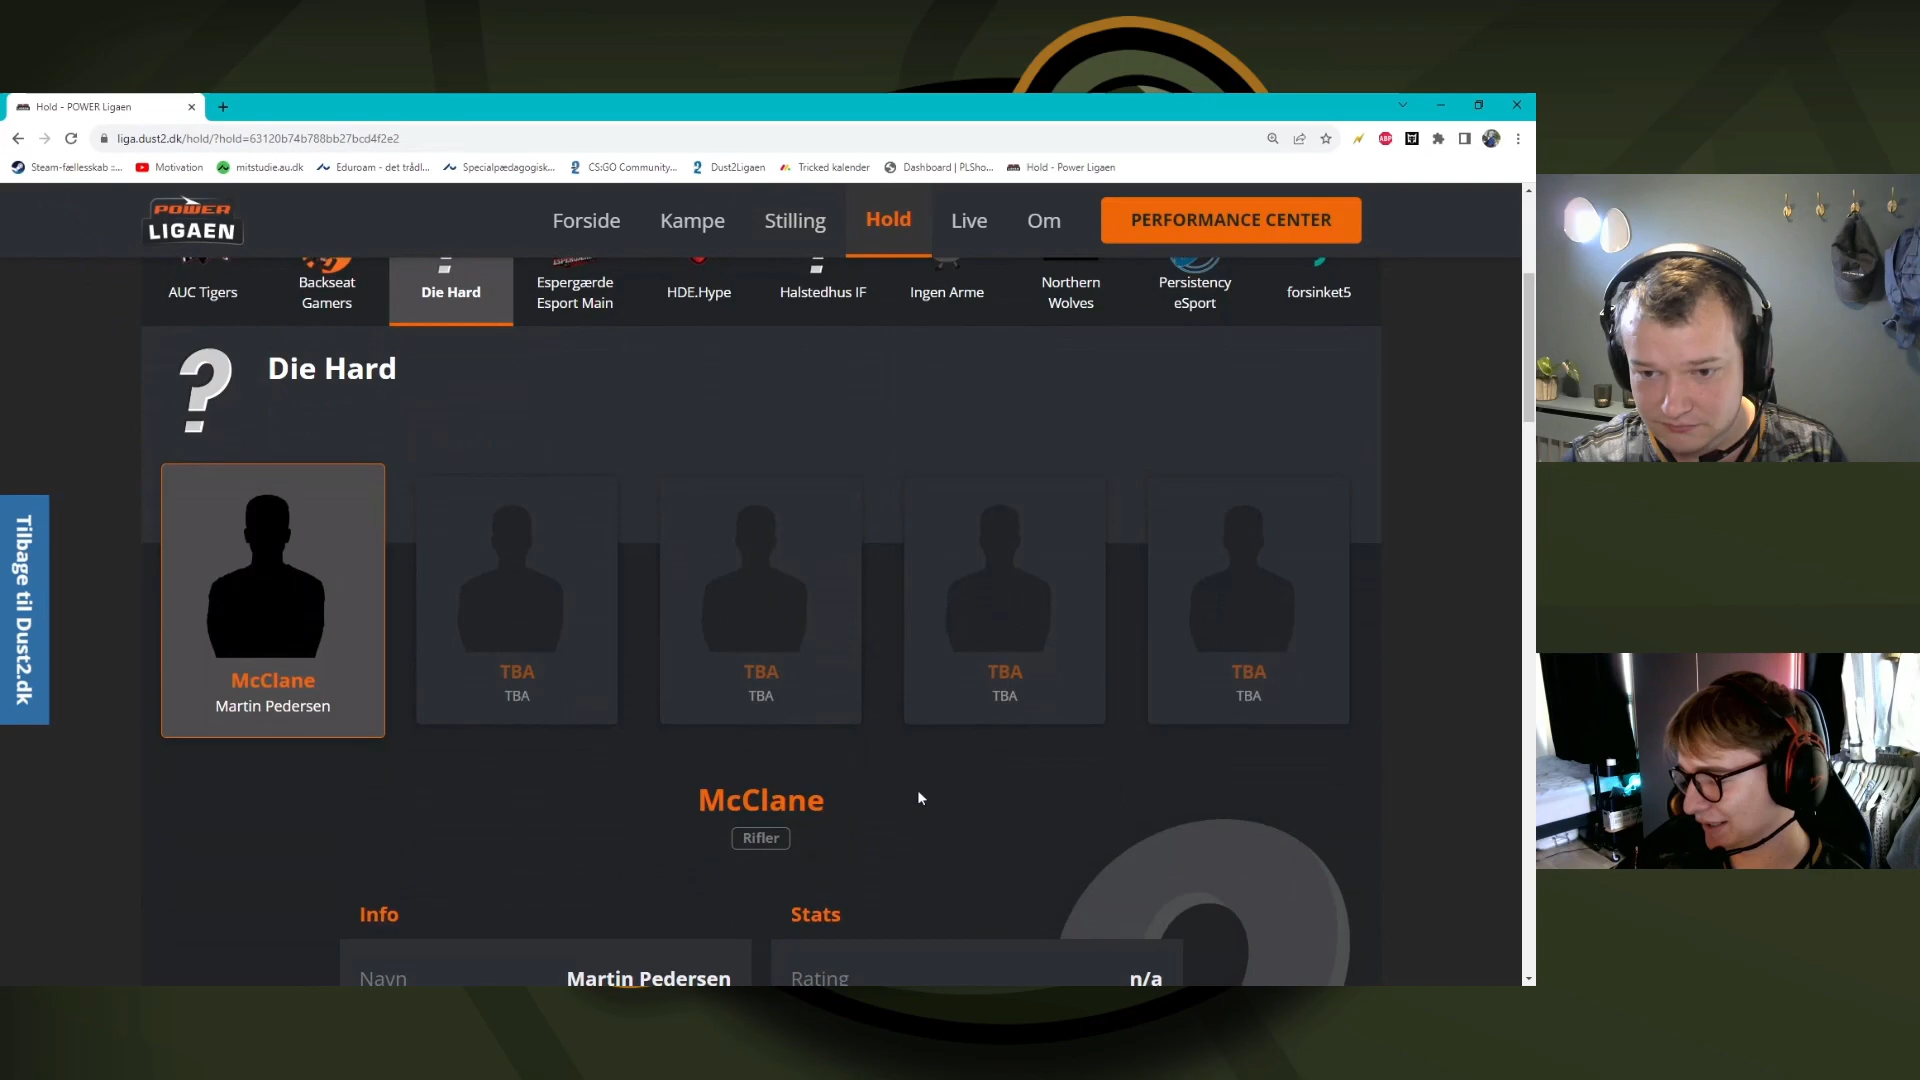 Hold - POWER Ligaen
liga.dust2.dk/hold/?hold=63120b74b788bb27bcd4f2e2
Steam-fællesskab ::... Motivation mitstudie.au.dk Eduroam - det trådl... Specialpædagogisk... CS:GO Community... Dust2Ligaen Tricked kalender Dashboard | PLSho... Hold - Power Ligaen
POWER
LIGAEN
Forside Kampe Stilling Hold Live Om PERFORMANCE CENTER
AUC Tigers
Backseat
Gamers
Die Hard
Espergærde
Esport Main
HDE.Hype
Halstedhus IF
Ingen Arme
Northern
Wolves
Persistency
eSport
forsinket5
Die Hard
McClane
Martin Pedersen
TBA
TBA
TBA
TBA
TBA
TBA
TBA
TBA
Tilbage til Dust2.dk
McClane
Rifler
Info
Navn Martin Pedersen
Stats
Rating n/a
ABP